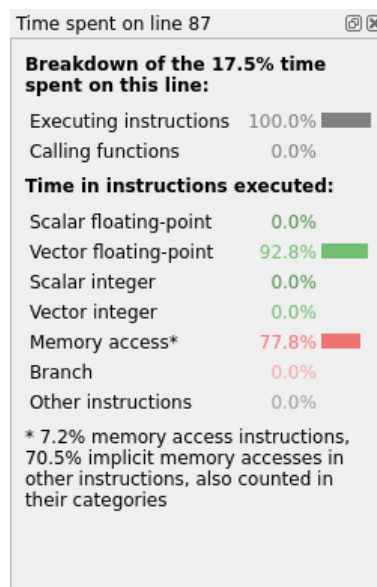 Time spent on line 87
Breakdown of the 17.5% time
spent on this line:
Executing instructions 100.0%
Calling functions 0.0%
Time in instructions executed:
Scalar floating-point 0.0%
Vector floating-point 92.8%
Scalar integer 0.0%
Vector integer 0.0%
Memory access* 77.8%
Branch 0.0%
Other instructions 0.0%
* 7.2% memory access instructions,
70.5% implicit memory accesses in
other instructions, also counted in
their categories